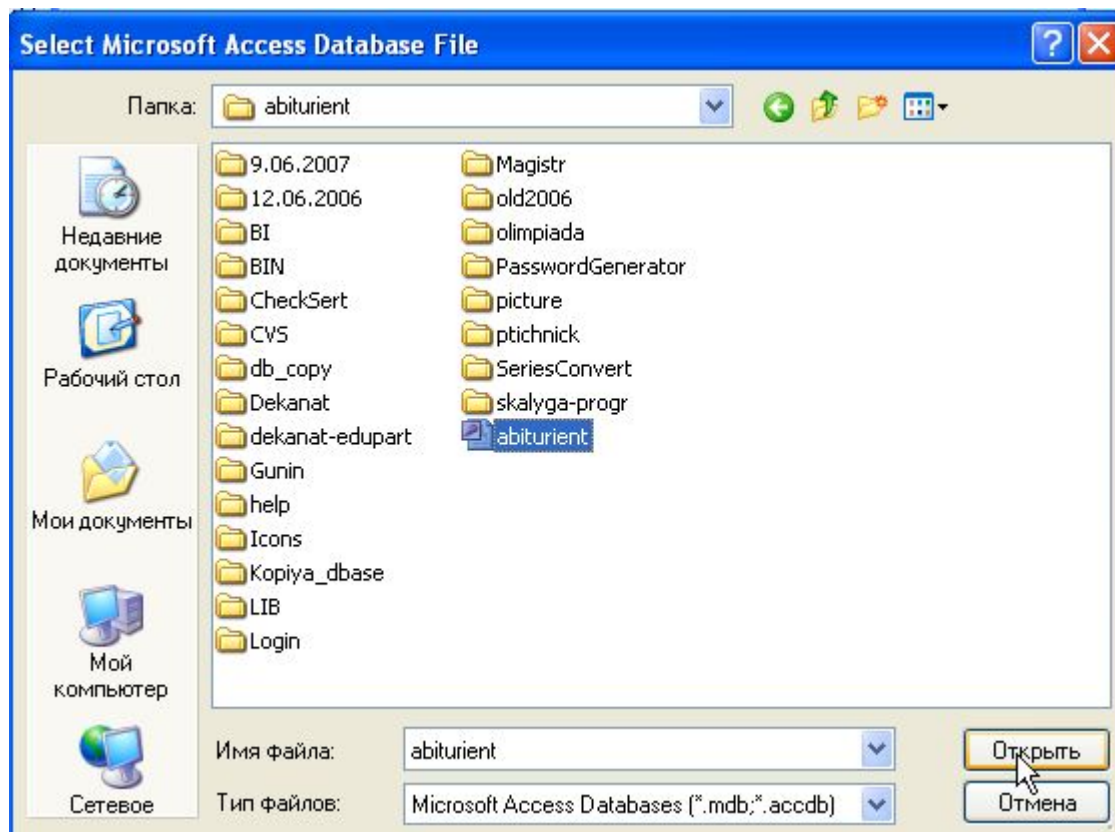 Select Microsoft Access Database File
Папка: abiturient
Недавние
документы
Рабочий стол
Мои документы
Мой
компьютер
Сетевое
9.06.2007
12.06.2006
BI
BIN
CheckSert
CVS
db_copy
Dekanat
dekanat-edupart
Gunin
help
Icons
Kopiya_dbase
LIB
Login
Magistr
old2006
olimpiada
PasswordGenerator
picture
ptichnick
SeriesConvert
skalyga-progr
abiturient
Имя файла: abiturient Открыть
Тип файлов: Microsoft Access Databases (*.mdb;*.accdb) Отмена